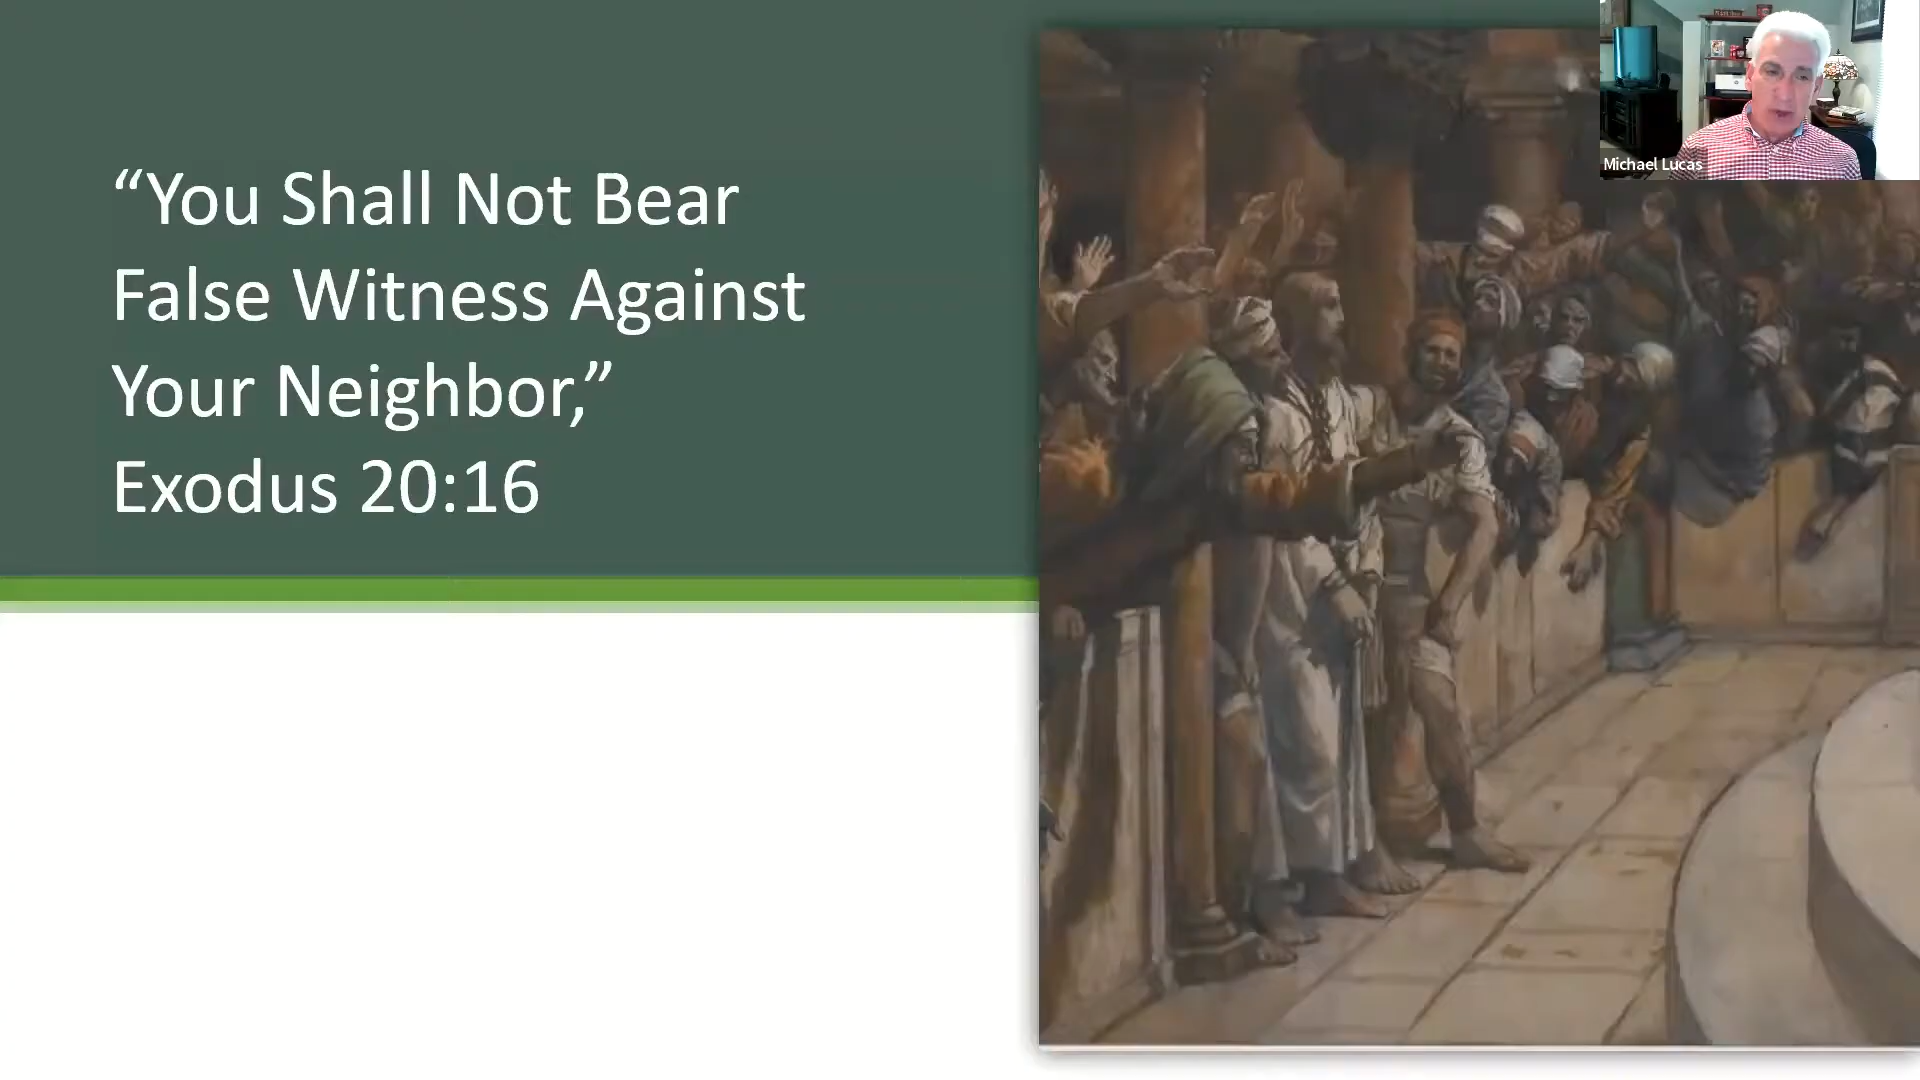 “You Shall Not Bear
False Witness Against
Your Neighbor,”
Exodus 20:16
Michael Lucas